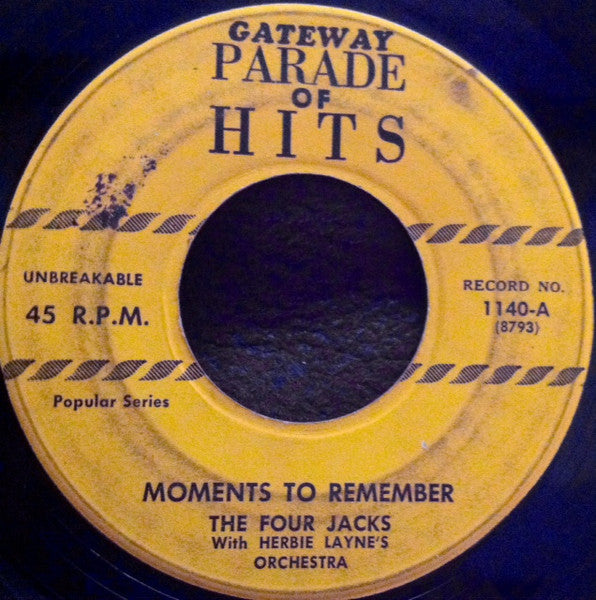 GATEWAY
PARADE
OF
HITS
UNBREAKABLE
45 R.P.M.
Popular Series
RECORD NO.
1140-A
(8793)
MOMENTS TO REMEMBER
THE FOUR JACKS
With HERBIE LAYNE'S
ORCHESTRA